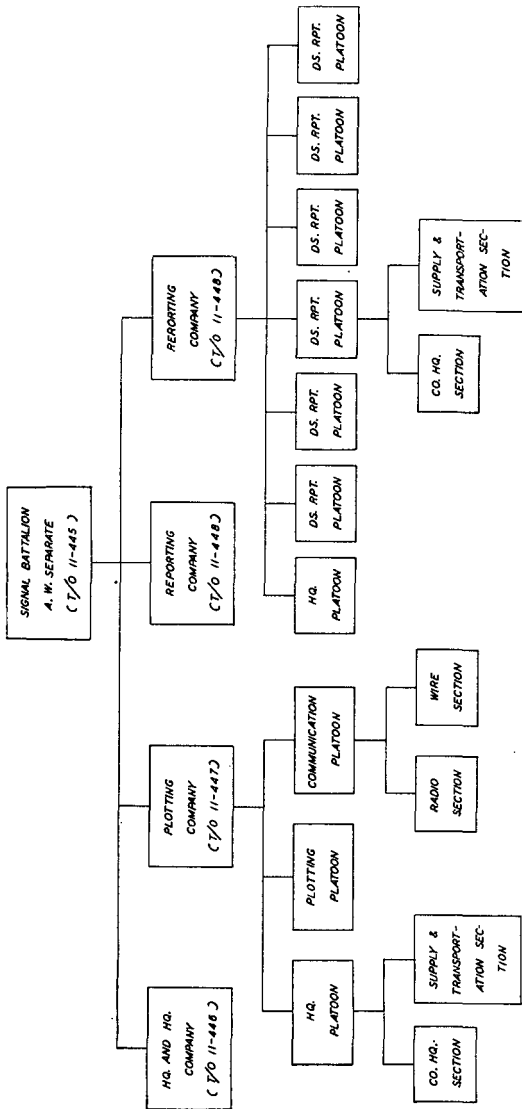 SIGNAL BATTALION
A. W. SEPARATE
(T/O 11-445)
HQ. AND HQ.
COMPANY
(T/O 11-446)
PLOTTING
COMPANY
(T/O 11-447)
REPORTING
COMPANY
(T/O 11-448)
RERORTING
COMPANY
(T/O 11-448)
HQ.
PLATOON
PLOTTING
PLATOON
COMMUNICATION
PLATOON
HQ.
PLATOON
DS. RPT.
PLATOON
DS. RPT.
PLATOON
DS. RPT.
PLATOON
DS. RPT.
PLATOON
DS. RPT.
PLATOON
DS. RPT.
PLATOON
CO. HQ.
SECTION
SUPPLY &
TRANSPORT-
ATION SEC-
TION
RADIO
SECTION
WIRE
SECTION
CO. HQ.
SECTION
SUPPLY &
TRANSPORT-
ATION SEC-
TION